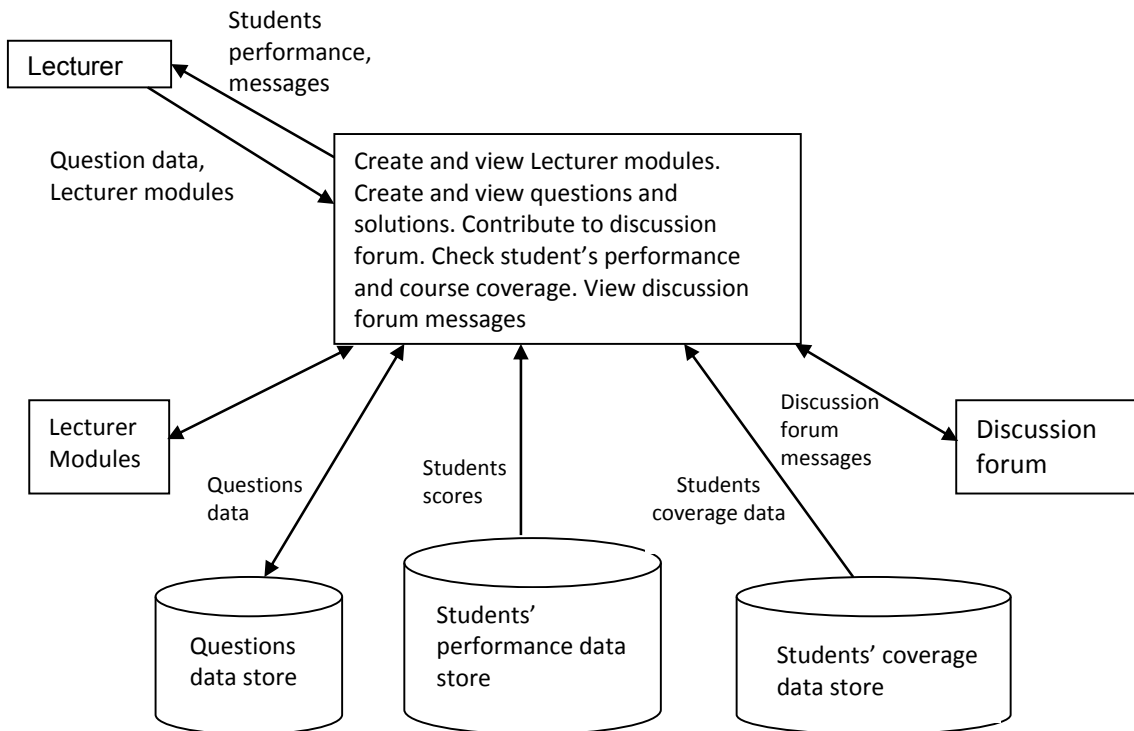 Students
performance,
messages
Lecturer
Question data,
Lecturer modules
Create and view Lecturer modules.
Create and view questions and
solutions. Contribute to discussion
forum. Check student’s performance
and course coverage. View discussion
forum messages
Lecturer
Modules
Questions
data
Students
scores
Students
coverage data
Discussion
forum
messages
Discussion
forum
Questions
data store
Students’
performance data
store
Students’ coverage
data store